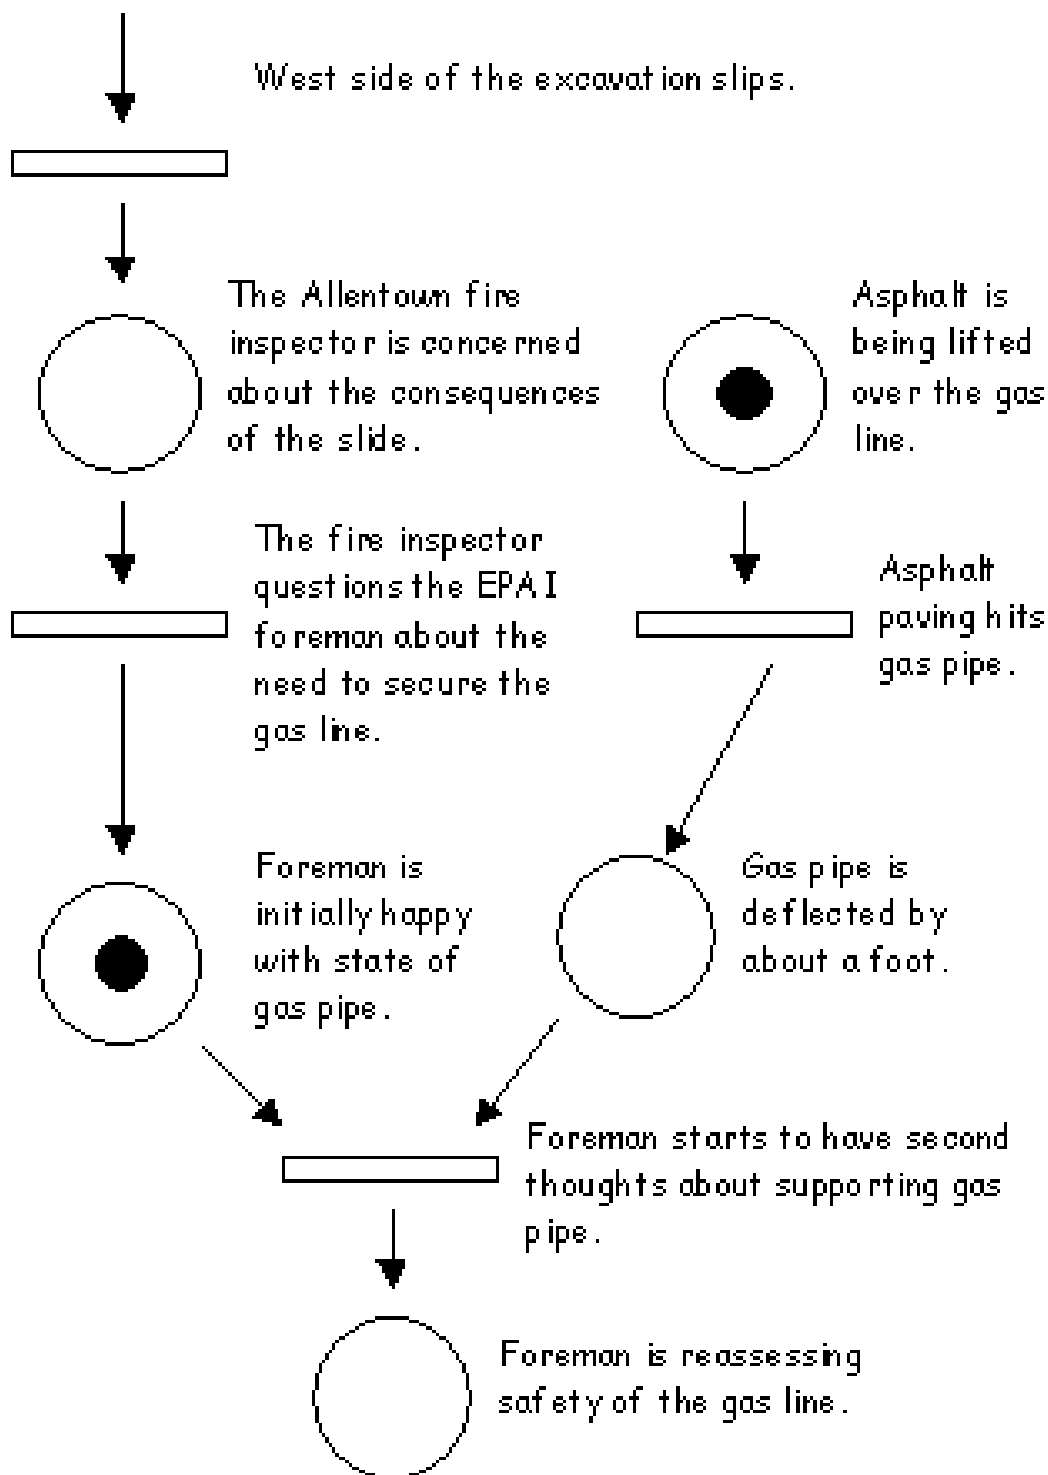 West side of the excavation slips.
The Allentown fire
inspector is concerned
about the consequences
of the slide.
Asphalt is
being lifted
over the gas
line.
The fire inspector
questions the EPAI
foreman about the
need to secure the
gas line.
Asphalt
paving hits
gas pipe.
Foreman is
initially happy
with state of
gas pipe.
Gas pipe is
deflected by
about a foot.
Foreman starts to have second
thoughts about supporting gas
pipe.
Foreman is reassessing
safety of the gas line.